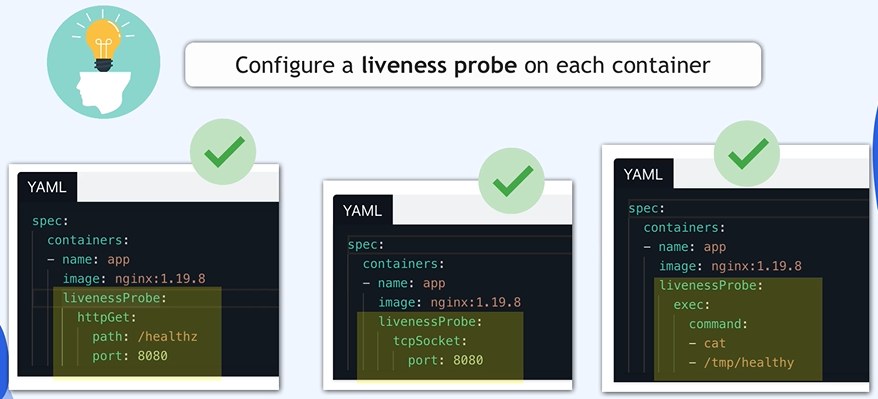 Configure a liveness probe on each container
YAML
spec:
containers:
- name: app
image: nginx:1.19.8
livenessProbe:
httpGet:
path: /healthz
port: 8080
YAML
spec:
containers:
- name: app
image: nginx:1.19.8
livenessProbe:
tcpSocket:
port: 8080
YAML
spec:
containers:
- name: app
image: nginx:1.19.8
livenessProbe:
exec:
command:
- cat
- /tmp/healthy